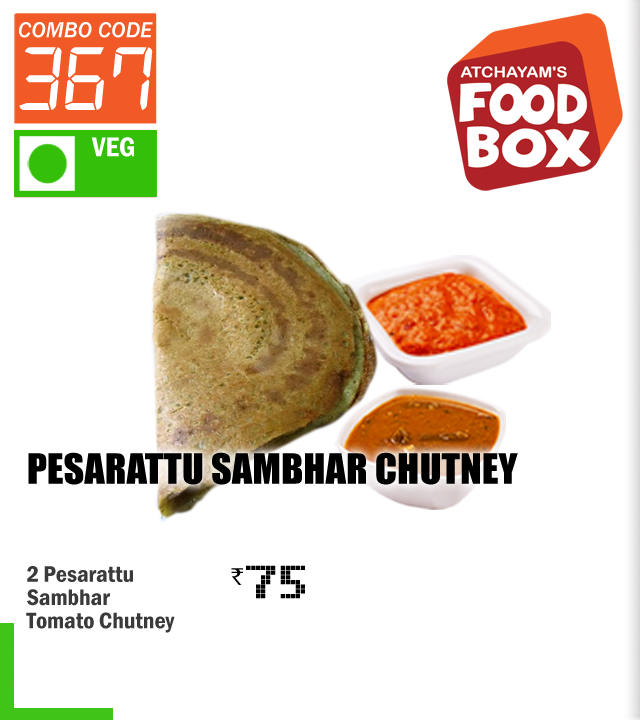 COMBO CODE
367
VEG
ATCHAYAM'S
FOOD
BOX
PESARATTU SAMBHAR CHUTNEY
2 Pesarattu
Sambhar
Tomato Chutney
₹75